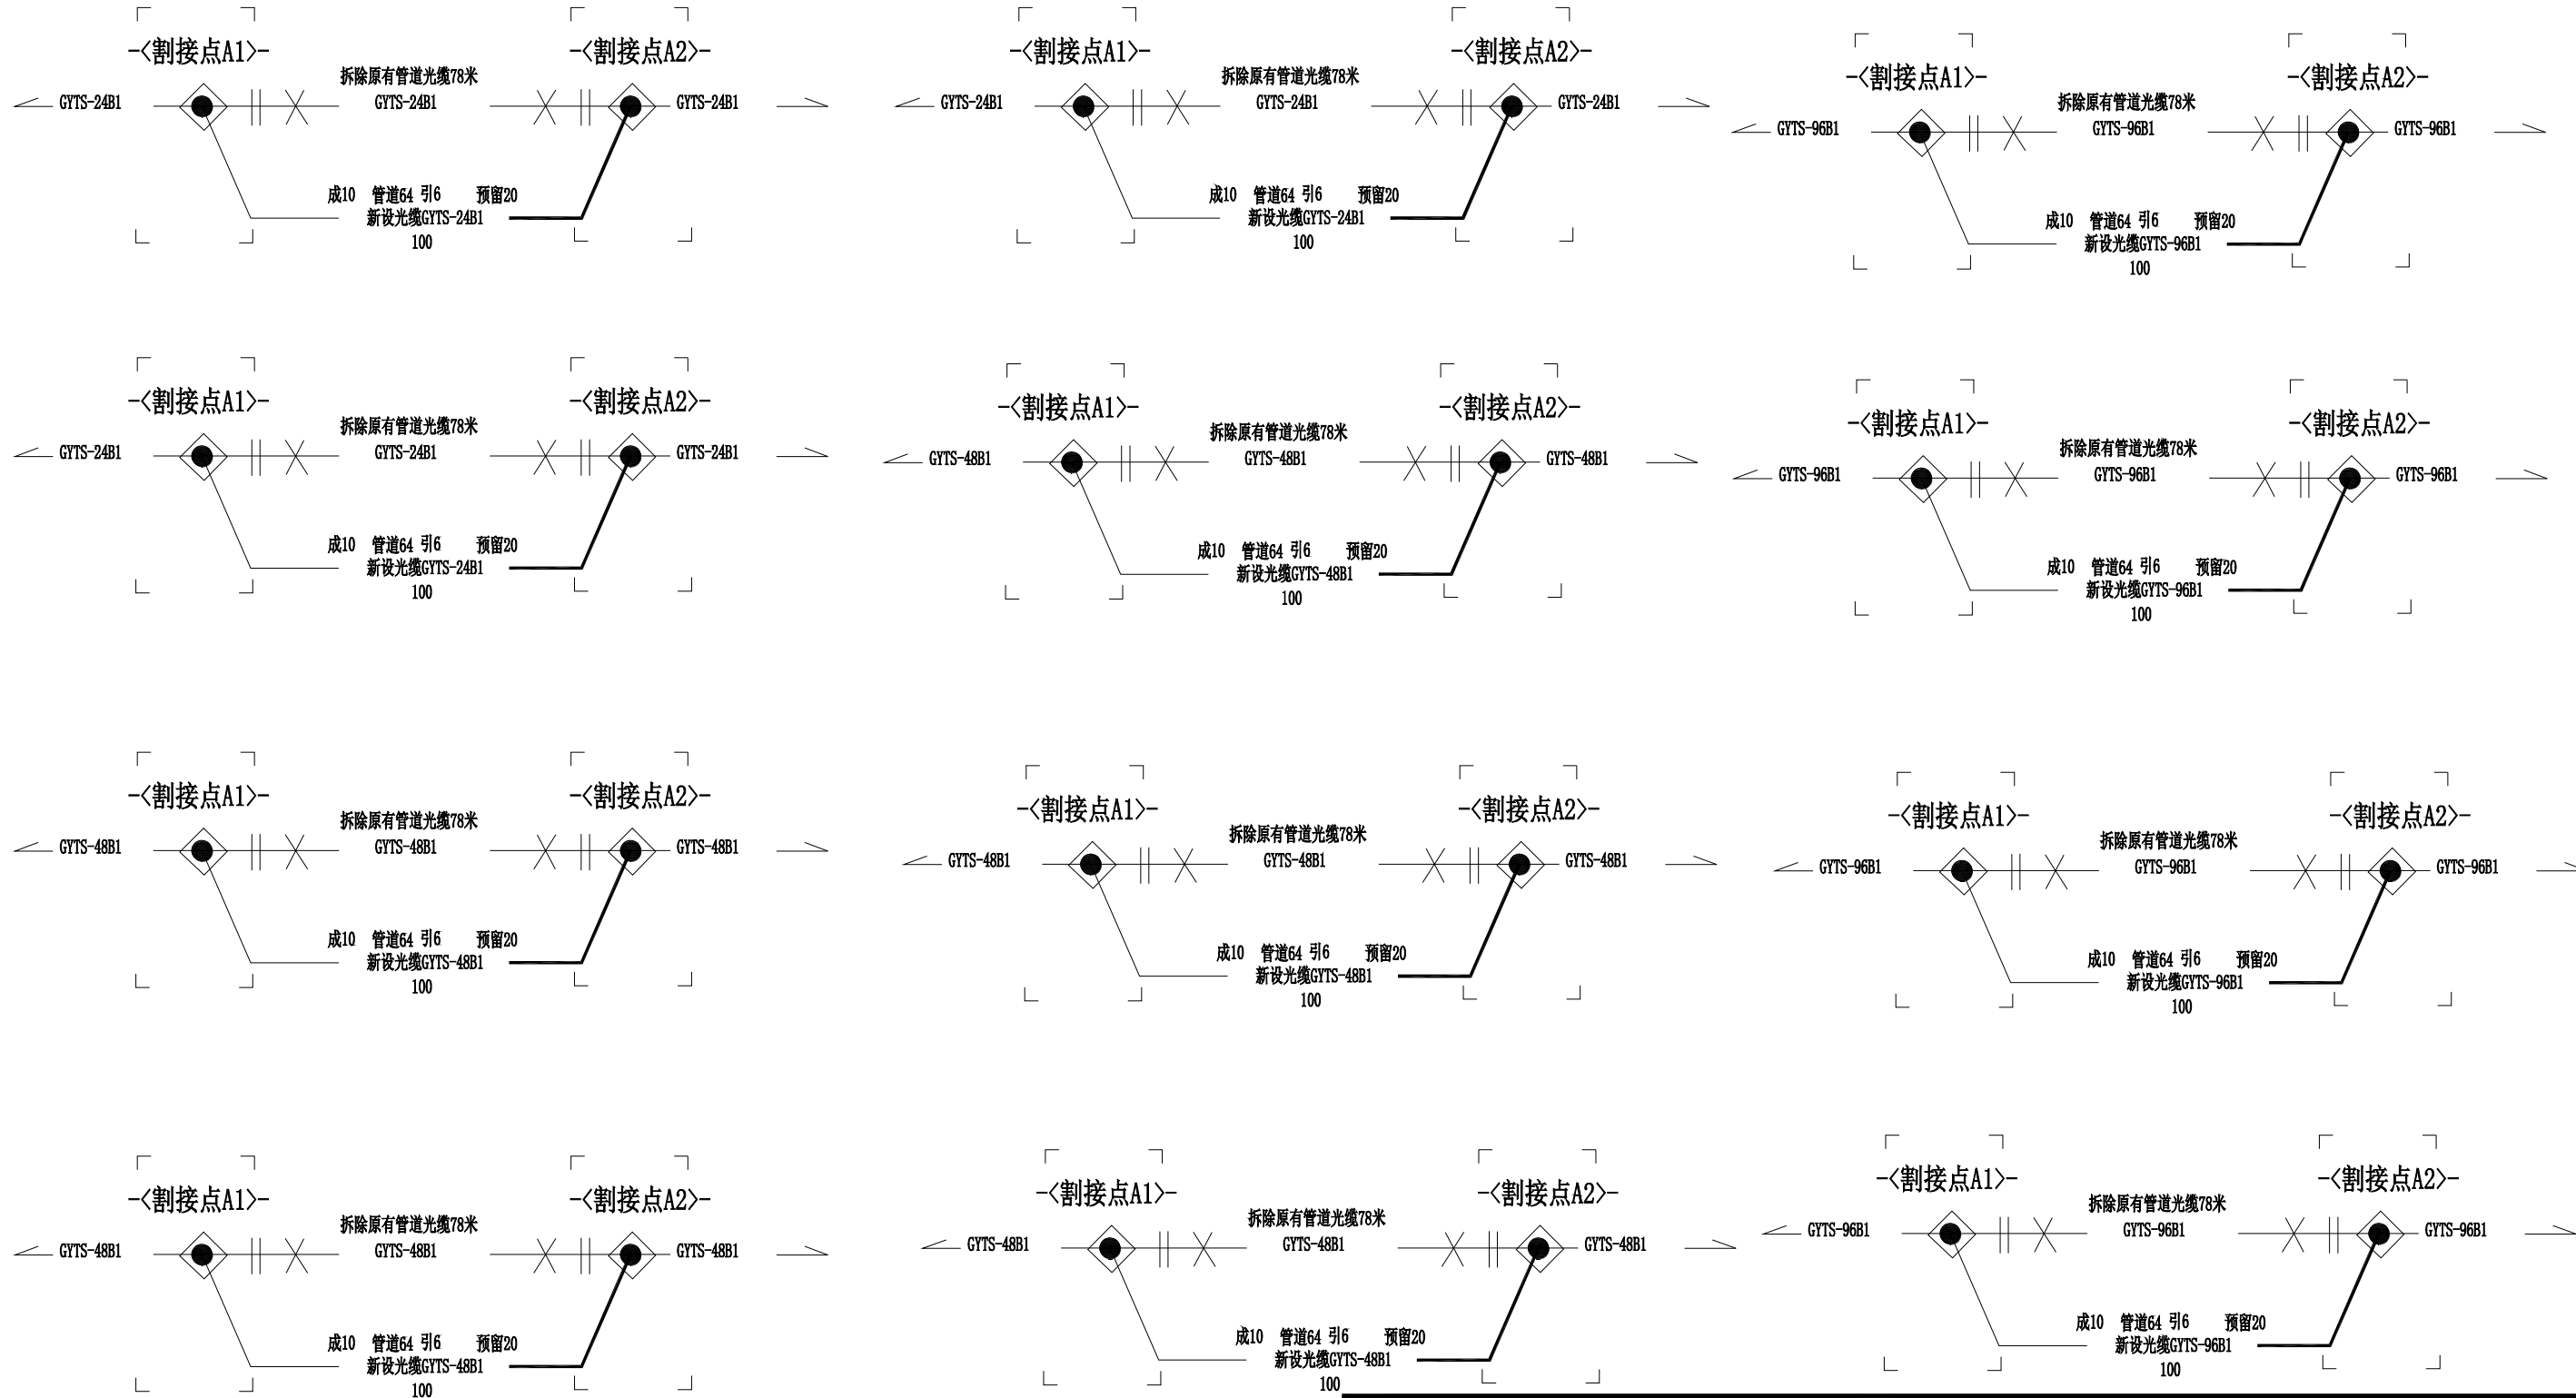 -<割接点A1>- -<割接点A2>-
拆除原有管道光缆78米
GYTS-24B1 GYTS-24B1 GYTS-24B1
成10 管道64 引6 预留20
新设光缆GYTS-24B1
100
-<割接点A1>- -<割接点A2>-
拆除原有管道光缆78米
GYTS-24B1 GYTS-24B1 GYTS-24B1
成10 管道64 引6 预留20
新设光缆GYTS-24B1
100
-<割接点A1>- -<割接点A2>-
拆除原有管道光缆78米
GYTS-96B1 GYTS-96B1 GYTS-96B1
成10 管道64 引6 预留20
新设光缆GYTS-96B1
100
-<割接点A1>- -<割接点A2>-
拆除原有管道光缆78米
GYTS-24B1 GYTS-24B1 GYTS-24B1
成10 管道64 引6 预留20
新设光缆GYTS-24B1
100
-<割接点A1>- -<割接点A2>-
拆除原有管道光缆78米
GYTS-48B1 GYTS-48B1 GYTS-48B1
成10 管道64 引6 预留20
新设光缆GYTS-48B1
100
-<割接点A1>- -<割接点A2>-
拆除原有管道光缆78米
GYTS-96B1 GYTS-96B1 GYTS-96B1
成10 管道64 引6 预留20
新设光缆GYTS-96B1
100
-<割接点A1>- -<割接点A2>-
拆除原有管道光缆78米
GYTS-48B1 GYTS-48B1 GYTS-48B1
成10 管道64 引6 预留20
新设光缆GYTS-48B1
100
-<割接点A1>- -<割接点A2>-
拆除原有管道光缆78米
GYTS-48B1 GYTS-48B1 GYTS-48B1
成10 管道64 引6 预留20
新设光缆GYTS-48B1
100
-<割接点A1>- -<割接点A2>-
拆除原有管道光缆78米
GYTS-96B1 GYTS-96B1 GYTS-96B1
成10 管道64 引6 预留20
新设光缆GYTS-96B1
100
-<割接点A1>- -<割接点A2>-
拆除原有管道光缆78米
GYTS-48B1 GYTS-48B1 GYTS-48B1
成10 管道64 引6 预留20
新设光缆GYTS-48B1
100
-<割接点A1>- -<割接点A2>-
拆除原有管道光缆78米
GYTS-48B1 GYTS-48B1 GYTS-48B1
成10 管道64 引6 预留20
新设光缆GYTS-48B1
100
-<割接点A1>- -<割接点A2>-
拆除原有管道光缆78米
GYTS-96B1 GYTS-96B1 GYTS-96B1
成10 管道64 引6 预留20
新设光缆GYTS-96B1
100